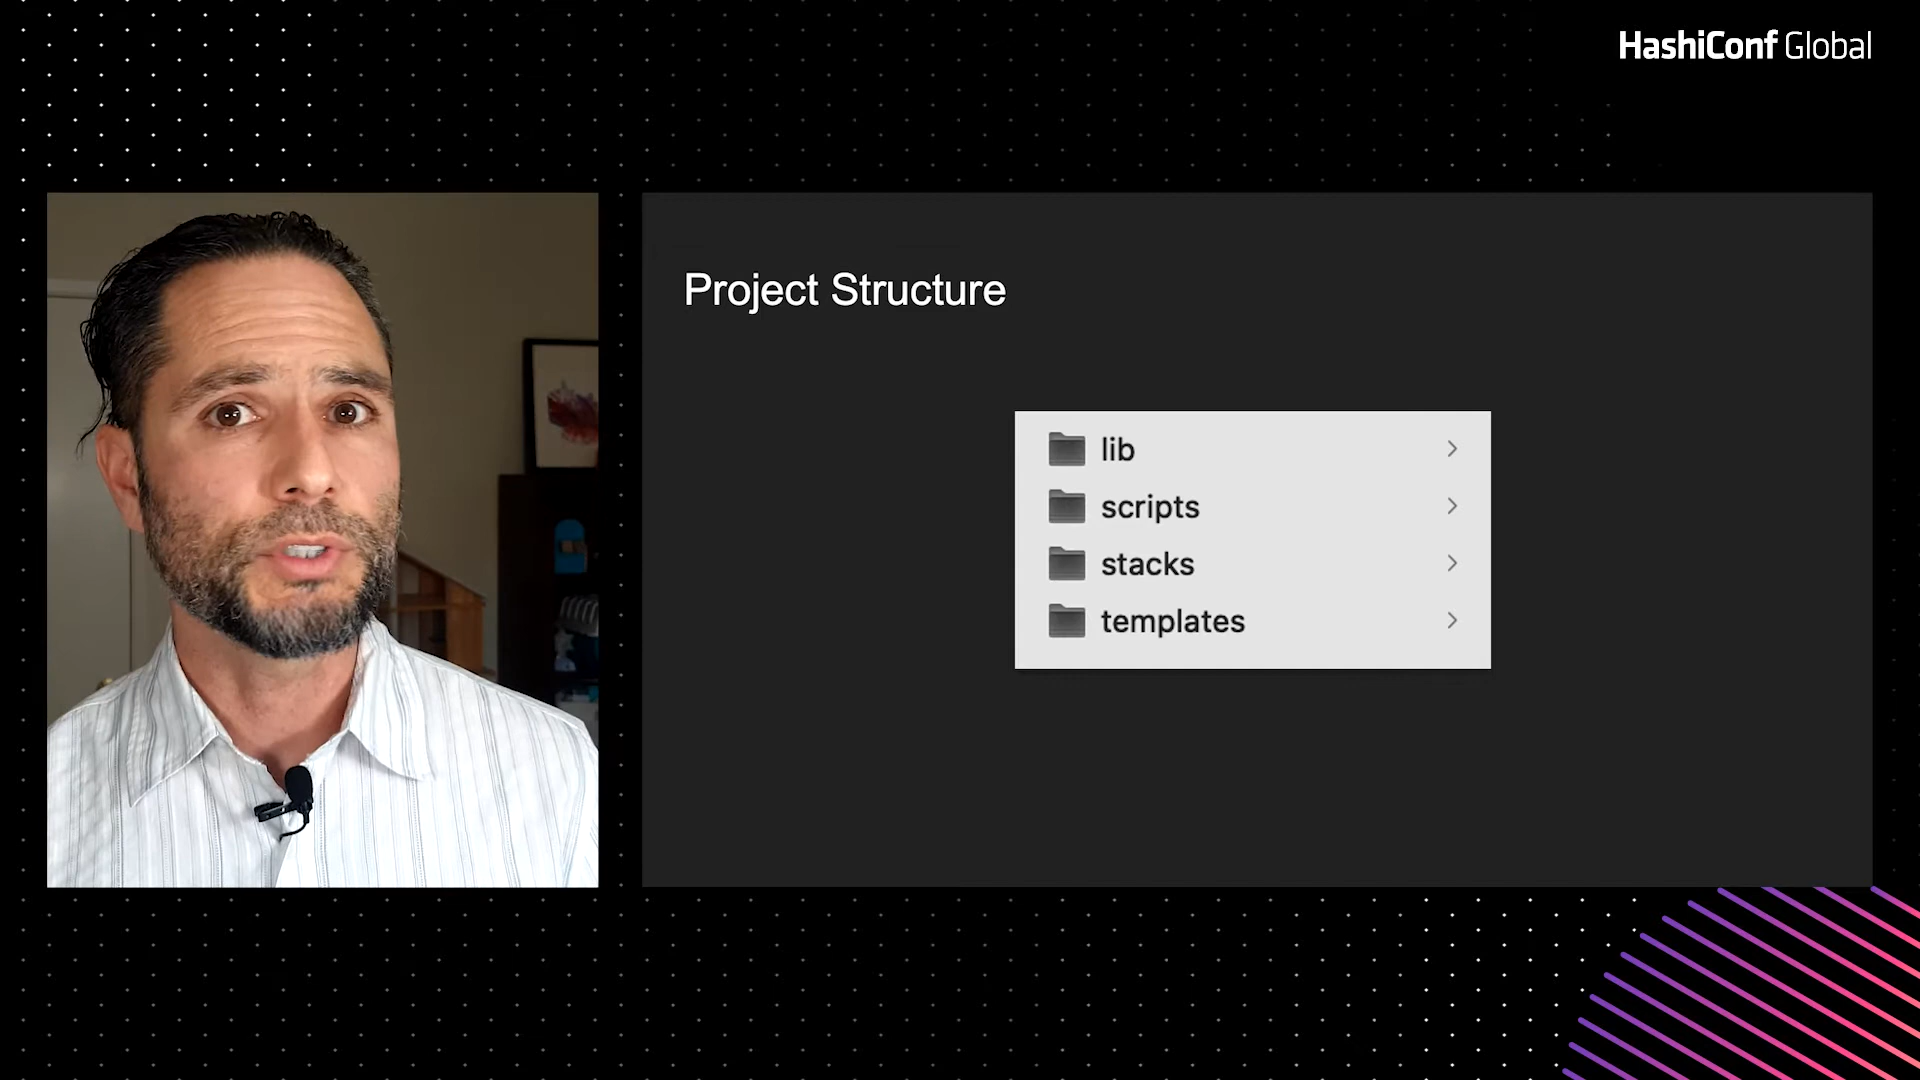 HashiConf Global
Project Structure
lib
scripts
stacks
templates